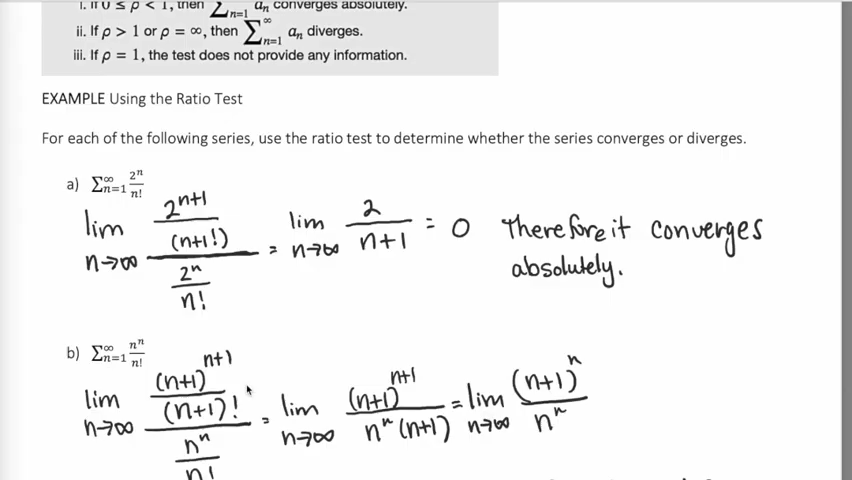 i. If 0 ≤ ρ < 1, then ∑_{n=1}^∞ a_n converges absolutely.
ii. If ρ > 1 or ρ = ∞, then ∑_{n=1}^∞ a_n diverges.
iii. If ρ = 1, the test does not provide any information.
EXAMPLE Using the Ratio Test
For each of the following series, use the ratio test to determine whether the series converges or diverges.
a) ∑_{n=1}^∞ 2^n/n!
lim_{n→∞} (2^{n+1}/(n+1!))/(2^n/n!) = lim_{n→∞} 2/(n+1) = 0 Therefore it converges
absolutely.
b) ∑_{n=1}^∞ n^n/n!
lim_{n→∞} ((n+1)^{n+1}/(n+1)!)/(n^n/n!) = lim_{n→∞} (n+1)^{n+1}/(n^n (n+1)) = lim_{n→∞} (n+1)^n/n^n